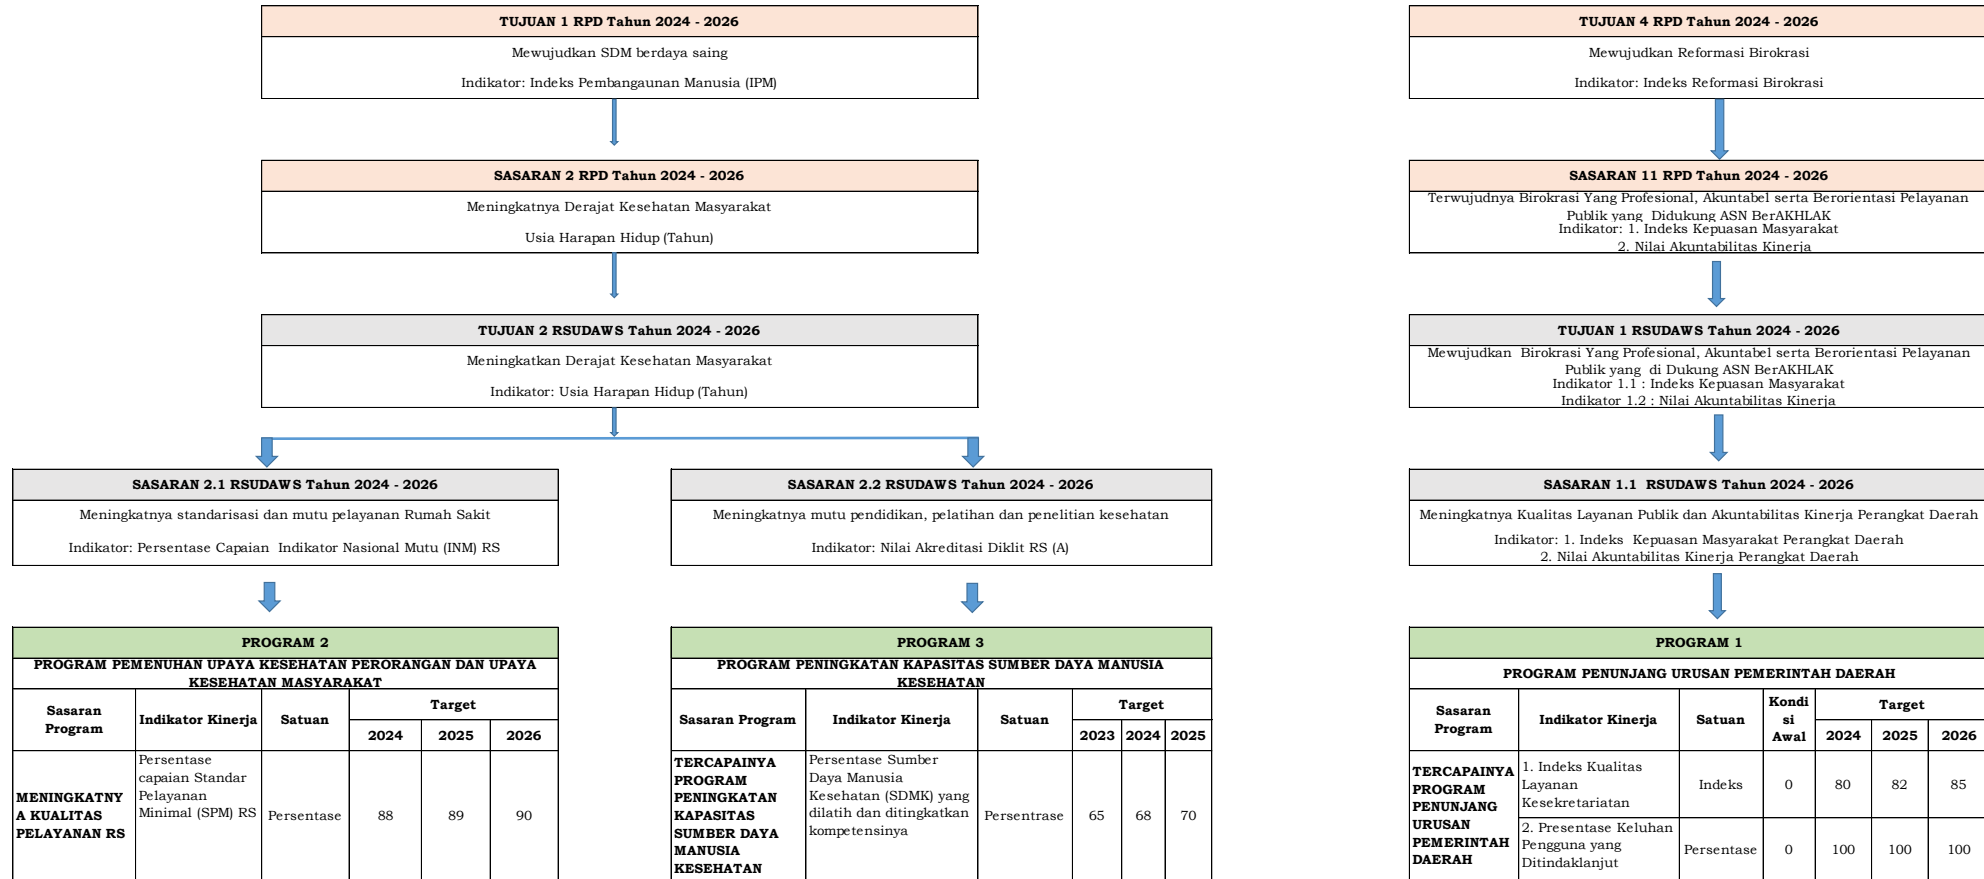 TUJUAN 1 RPD Tahun 2024 - 2026
Mewujudkan SDM berdaya saing
Indikator: Indeks Pembangaunan Manusia (IPM)
SASARAN 2 RPD Tahun 2024 - 2026
Meningkatnya Derajat Kesehatan Masyarakat
Usia Harapan Hidup (Tahun)
TUJUAN 2 RSUDAWS Tahun 2024 - 2026
Meningkatkan Derajat Kesehatan Masyarakat
Indikator: Usia Harapan Hidup (Tahun)
SASARAN 2.1 RSUDAWS Tahun 2024 - 2026
Meningkatnya standarisasi dan mutu pelayanan Rumah Sakit
Indikator: Persentase Capaian Indikator Nasional Mutu (INM) RS
PROGRAM 2
PROGRAM PEMENUHAN UPAYA KESEHATAN PERORANGAN DAN UPAYA
KESEHATAN MASYARAKAT
Sasaran
Program
Indikator Kinerja
Satuan
Target
2024 2025 2026
MENINGKATNY
A KUALITAS
PELAYANAN RS
Persentase
capaian Standar
Pelayanan
Minimal (SPM) RS
Persentase
88 89 90
SASARAN 2.2 RSUDAWS Tahun 2024 - 2026
Meningkatnya mutu pendidikan, pelatihan dan penelitian kesehatan
Indikator: Nilai Akreditasi Diklit RS (A)
PROGRAM 3
PROGRAM PENINGKATAN KAPASITAS SUMBER DAYA MANUSIA
KESEHATAN
Sasaran Program
Indikator Kinerja
Satuan
Target
2023 2024 2025
TERCAPAINYA
PROGRAM
PENINGKATAN
KAPASITAS
SUMBER DAYA
MANUSIA
KESEHATAN
Persentase Sumber
Daya Manusia
Kesehatan (SDMK) yang
dilatih dan ditingkatkan
kompetensinya
Persentrase
65 68 70
TUJUAN 4 RPD Tahun 2024 - 2026
Mewujudkan Reformasi Birokrasi
Indikator: Indeks Reformasi Birokrasi
SASARAN 11 RPD Tahun 2024 - 2026
Terwujudnya Birokrasi Yang Profesional, Akuntabel serta Berorientasi Pelayanan
Publik yang Didukung ASN BerAKHLAK
Indikator: 1. Indeks Kepuasan Masyarakat
2. Nilai Akuntabilitas Kinerja
TUJUAN 1 RSUDAWS Tahun 2024 - 2026
Mewujudkan Birokrasi Yang Profesional, Akuntabel serta Berorientasi Pelayanan
Publik yang di Dukung ASN BerAKHLAK
Indikator 1.1 : Indeks Kepuasan Masyarakat
Indikator 1.2 : Nilai Akuntabilitas Kinerja
SASARAN 1.1 RSUDAWS Tahun 2024 - 2026
Meningkatnya Kualitas Layanan Publik dan Akuntabilitas Kinerja Perangkat Daerah
Indikator: 1. Indeks Kepuasan Masyarakat Perangkat Daerah
2. Nilai Akuntabilitas Kinerja Perangkat Daerah
PROGRAM 1
PROGRAM PENUNJANG URUSAN PEMERINTAH DAERAH
Sasaran
Program
Indikator Kinerja
Satuan
Kondi
si
Awal
Target
2024 2025 2026
TERCAPAINYA
PROGRAM
PENUNJANG
URUSAN
PEMERINTAH
DAERAH
1. Indeks Kualitas
Layanan
Kesekretariatan
Indeks
0 80 82 85
2. Presentase Keluhan
Pengguna yang
Ditindaklanjut
Persentase
0 100 100 100